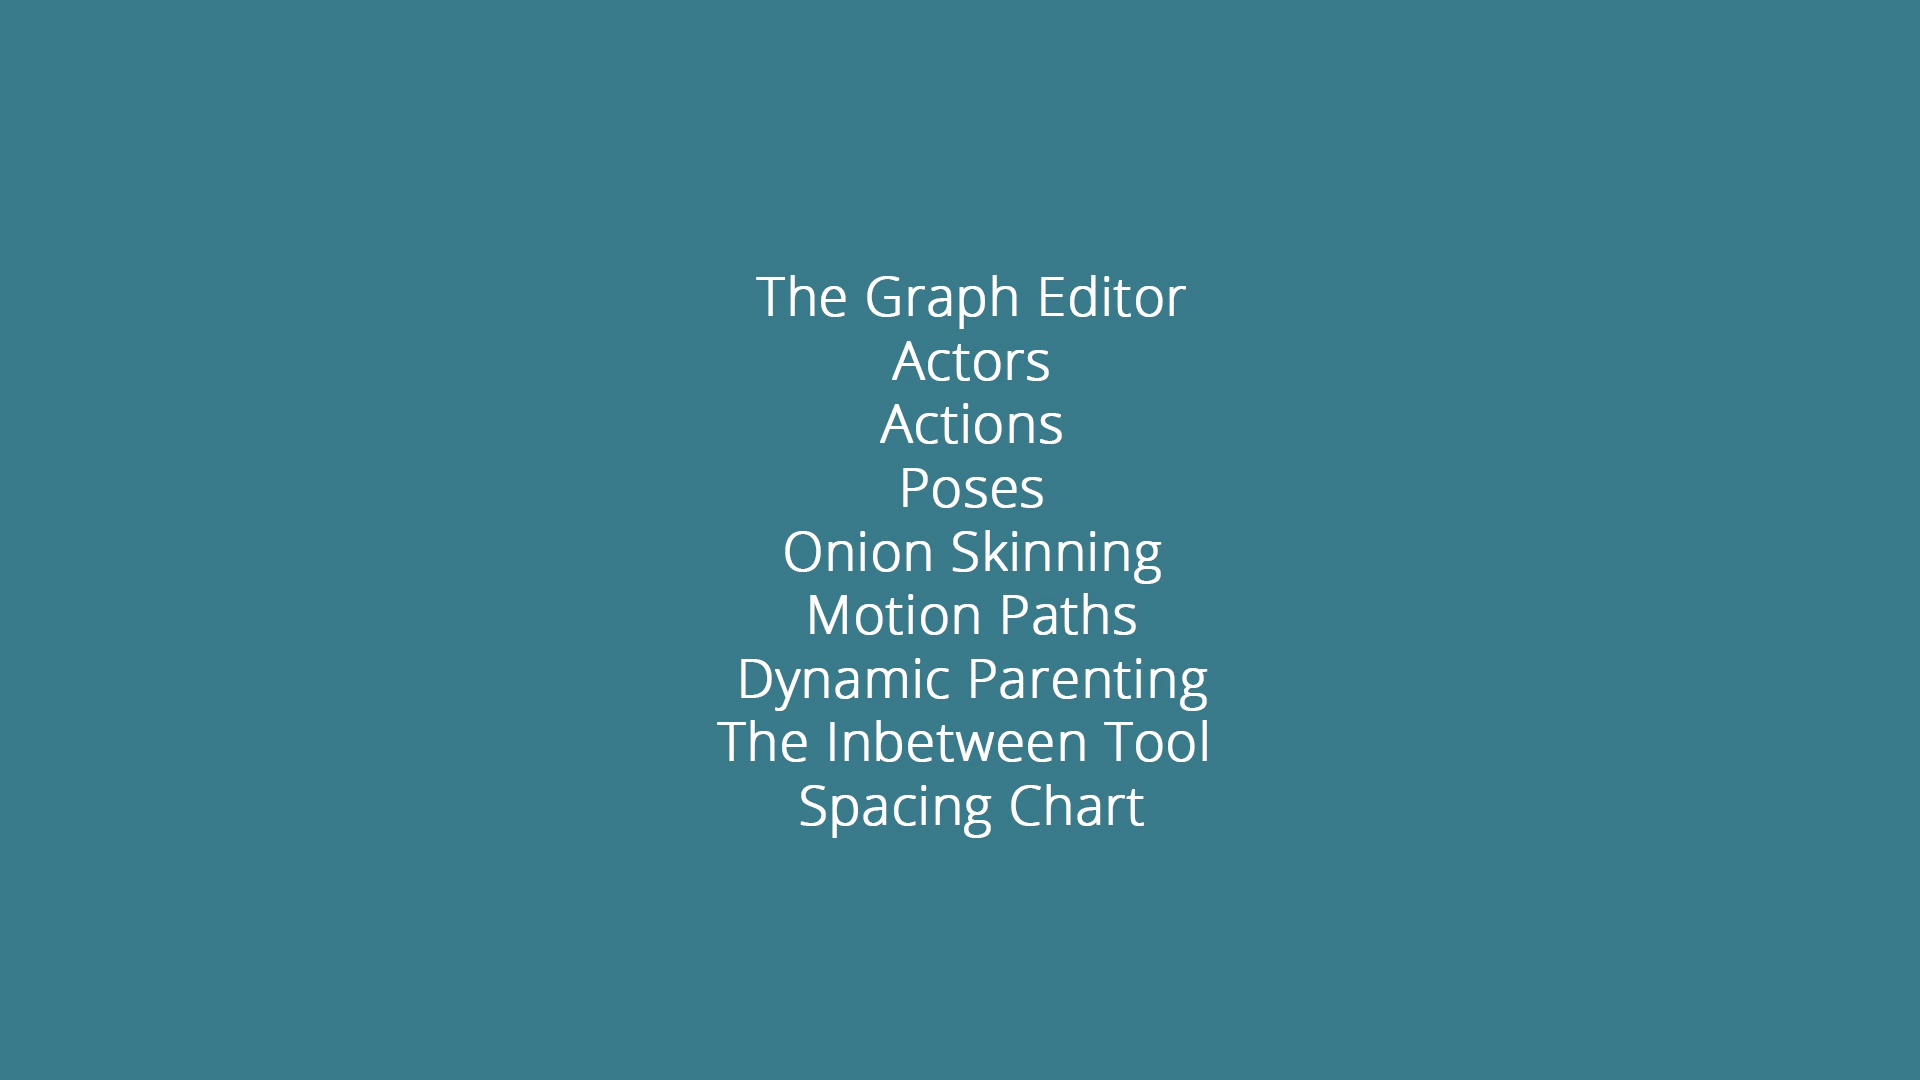 The Graph Editor
Actors
Actions
Poses
Onion Skinning
Motion Paths
Dynamic Parenting
The Inbetween Tool
Spacing Chart